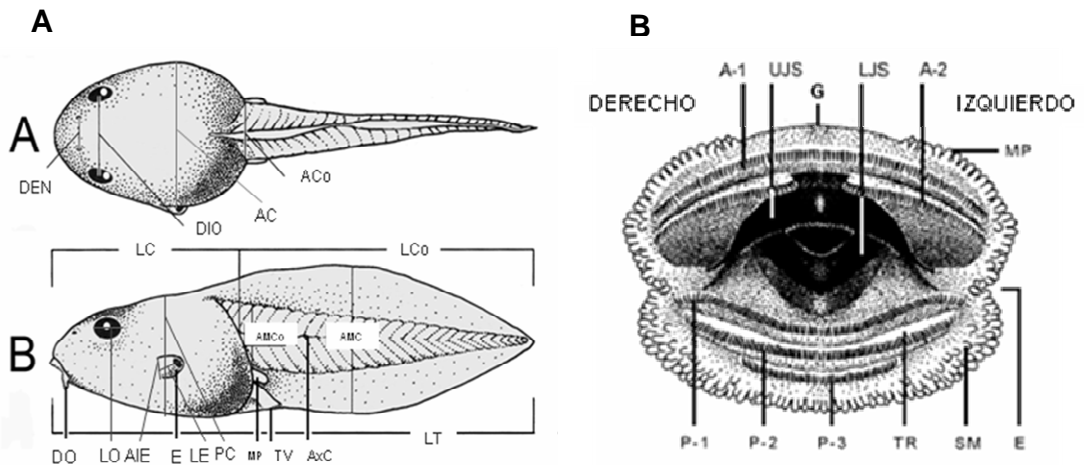 A
B
A
DEN
ACo
DIO
AC
LC
LCo
B
AMCo
AMC
LT
DO
LO
AIE
E
LE
PC
MP
TV
AxC
A-1
UJS
LJS
A-2
G
DERECHO
IZQUIERDO
MP
P-1
P-2
P-3
TR
SM
E